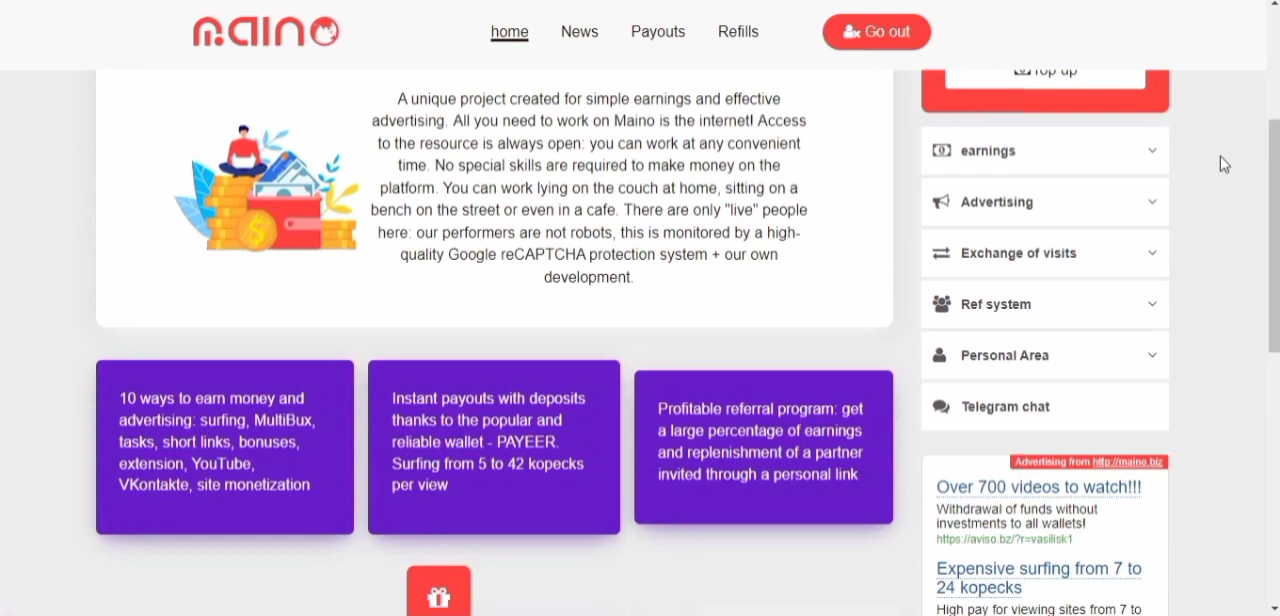 maino
home News Payouts Refills Go out
A unique project created for simple earnings and effective
advertising. All you need to work on Maino is the internet! Access
to the resource is always open: you can work at any convenient
time. No special skills are required to make money on the
platform. You can work lying on the couch at home, sitting on a
bench on the street or even in a cafe. There are only "live" people
here: our performers are not robots, this is monitored by a high-
quality Google reCAPTCHA protection system + our own
development.
10 ways to earn money and
advertising: surfing, MultiBux,
tasks, short links, bonuses,
extension, YouTube,
VKontakte, site monetization
Instant payouts with deposits
thanks to the popular and
reliable wallet - PAYEER.
Surfing from 5 to 42 kopecks
per view
Profitable referral program: get
a large percentage of earnings
and replenishment of a partner
invited through a personal link
Top up
earnings
Advertising
Exchange of visits
Ref system
Personal Area
Telegram chat
Advertising from http://maino.biz
Over 700 videos to watch!!!
Withdrawal of funds without
investments to all wallets!
https://aviso.bz/?r=vasilisk1
Expensive surfing from 7 to
24 kopecks
High pay for viewing sites from 7 to